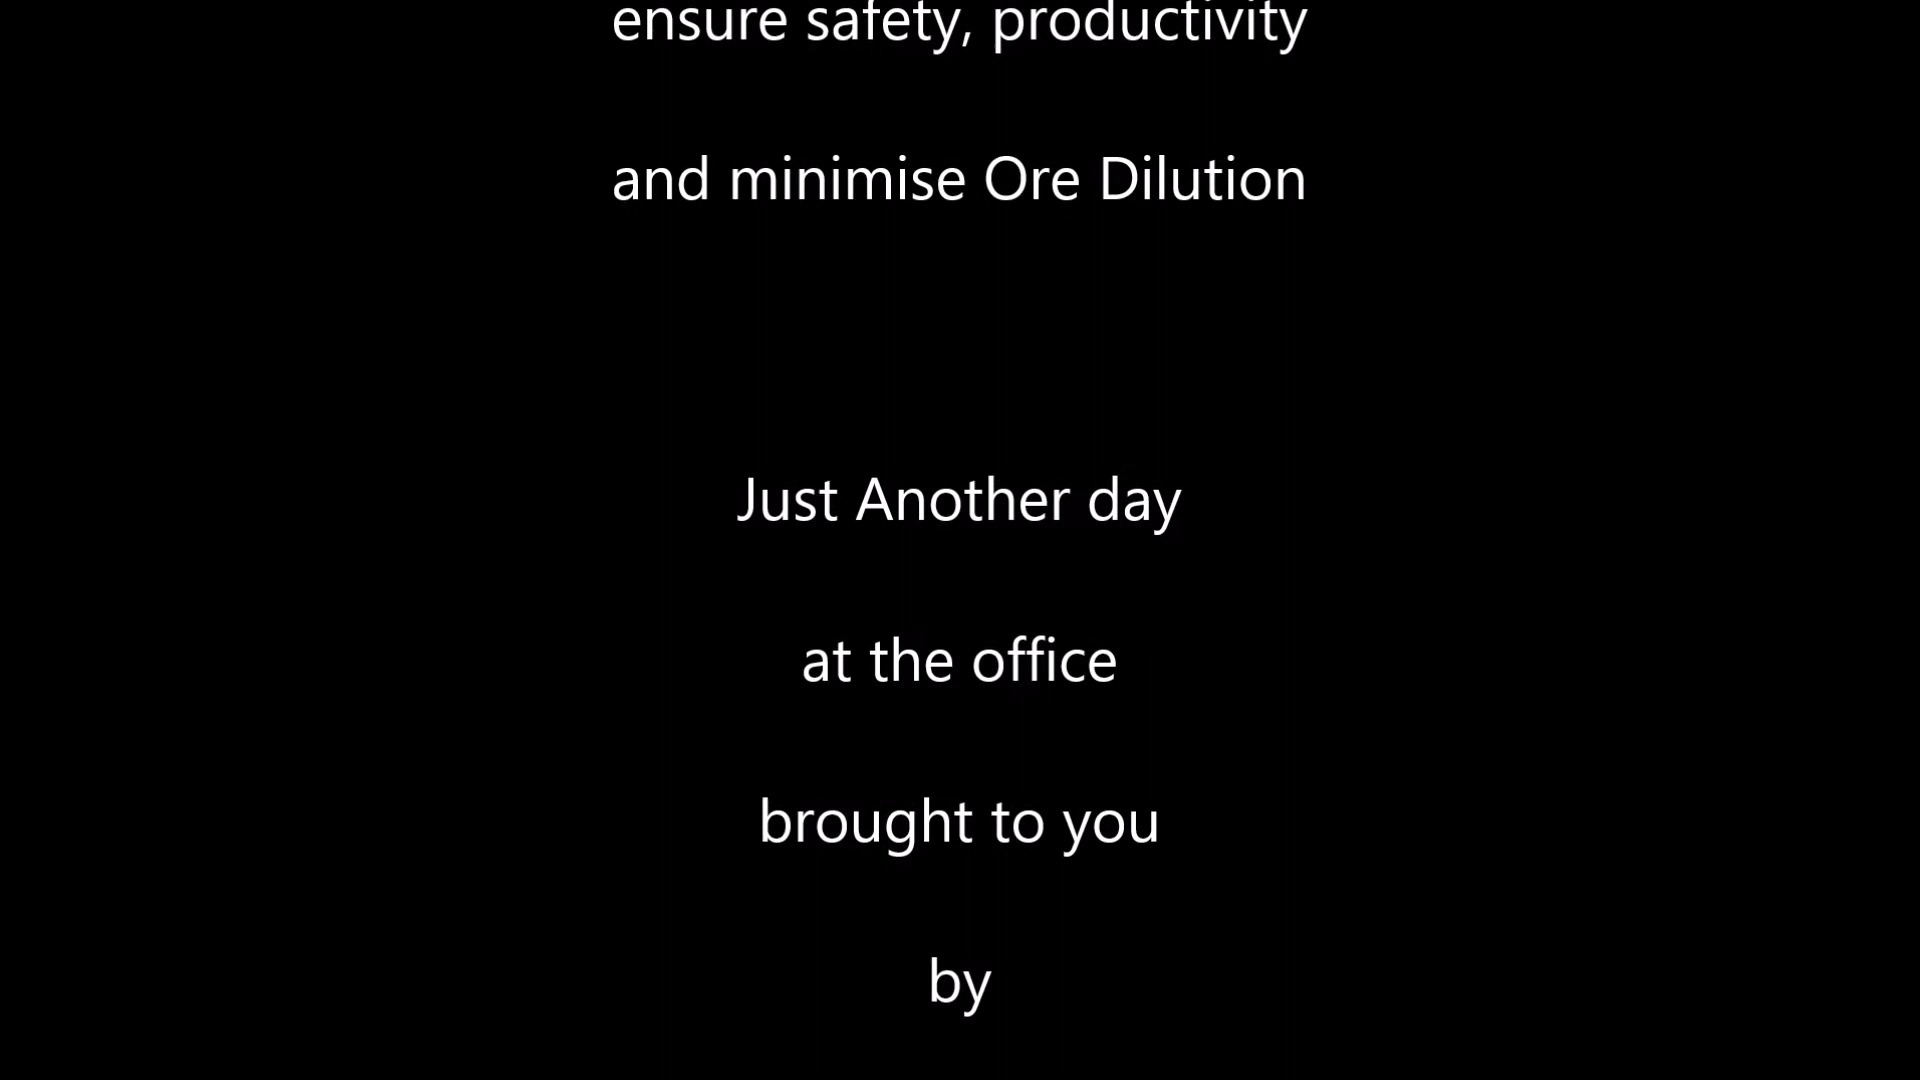 ensure safety, productivity
and minimise Ore Dilution
Just Another day
at the office
brought to you
by